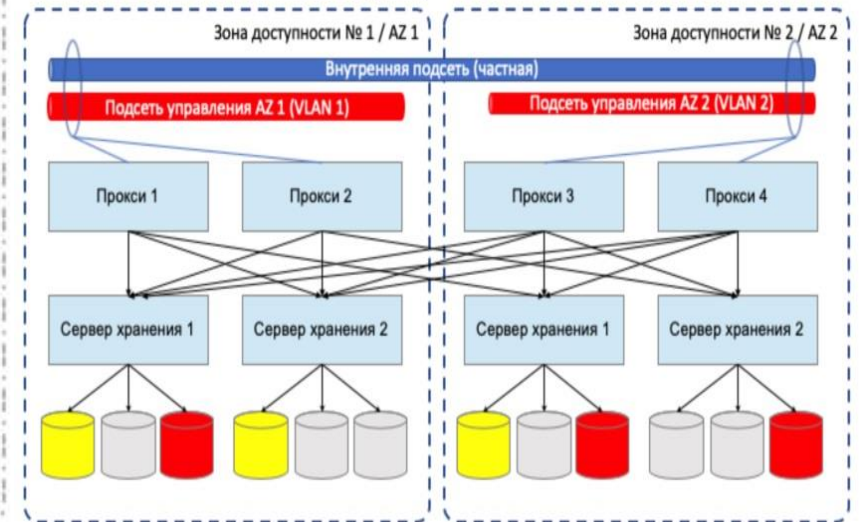 Зона доступности № 1 / AZ 1
Зона доступности № 2 / AZ 2
Внутренняя подсеть (частная)
Подсеть управления AZ 1 (VLAN 1)
Подсеть управления AZ 2 (VLAN 2)
Прокси 1
Прокси 2
Прокси 3
Прокси 4
Сервер хранения 1
Сервер хранения 2
Сервер хранения 1
Сервер хранения 2